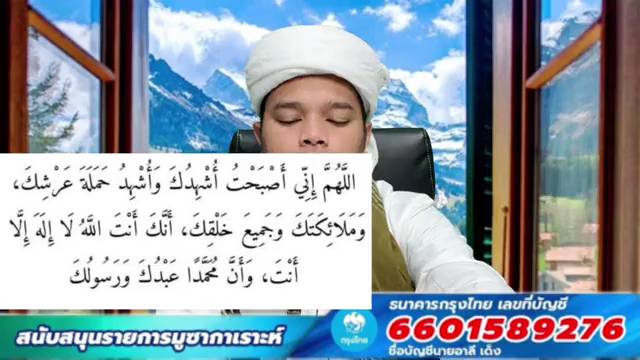 اللَّهُمَّ إِنِّي أَصْبَحْتُ أُشْهِدُكَ وَأُشْهِدُ حَمَلَةَ عَرْشِكَ،
وَمَلَائِكَتَكَ وَجَمِيعَ خَلْقِكَ، أَنَّكَ أَنْتَ اللَّهُ لَا إِلَهَ إِلَّا
أَنْتَ، وَأَنَّ مُحَمَّدًا عَبْدُكَ وَرَسُولُكَ
ธนาคารกรุงไทย เลขที่บัญชี
สนับสนุนรายการมูซากาเราะห์
กรุงไทย
6601589276
ชื่อบัญชีนายอาลี เด็ง